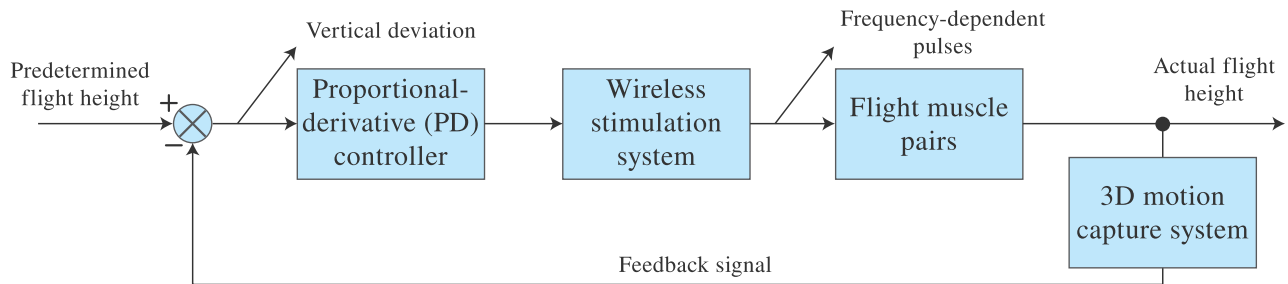 Predetermined
flight height
+
−
Vertical deviation
Proportional-
derivative (PD)
controller
Wireless
stimulation
system
Frequency-dependent
pulses
Flight muscle
pairs
Actual flight
height
3D motion
capture system
Feedback signal